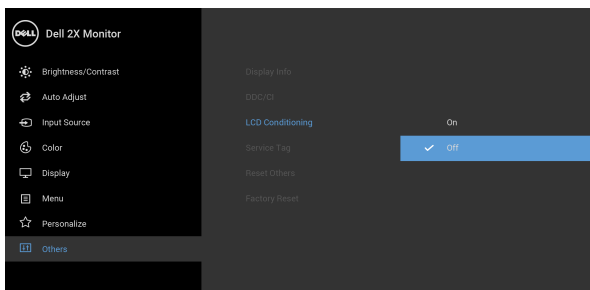 DELL
Dell 2X Monitor
Brightness/Contrast
Auto Adjust
Input Source
Color
Display
Menu
Personalize
Others
Display Info
DDC/CI
LCD Conditioning
Service Tag
Reset Others
Factory Reset
On
Off